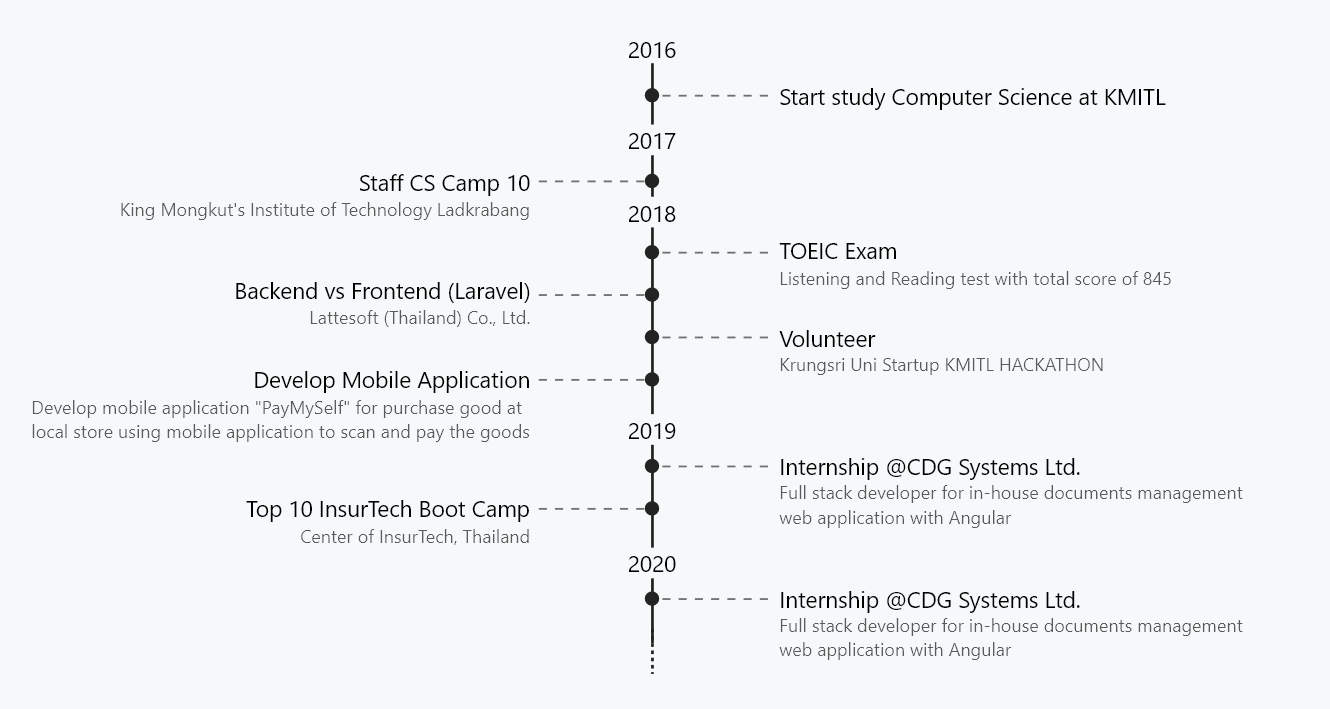 2016
Start study Computer Science at KMITL
2017
Staff CS Camp 10
King Mongkut's Institute of Technology Ladkrabang
2018
TOEIC Exam
Listening and Reading test with total score of 845
Backend vs Frontend (Laravel)
Lattesoft (Thailand) Co., Ltd.
Volunteer
Krungsri Uni Startup KMITL HACKATHON
Develop Mobile Application
Develop mobile application "PayMySelf" for purchase good at
local store using mobile application to scan and pay the goods
2019
Internship @CDG Systems Ltd.
Full stack developer for in-house documents management
web application with Angular
Top 10 InsurTech Boot Camp
Center of InsurTech, Thailand
2020
Internship @CDG Systems Ltd.
Full stack developer for in-house documents management
web application with Angular